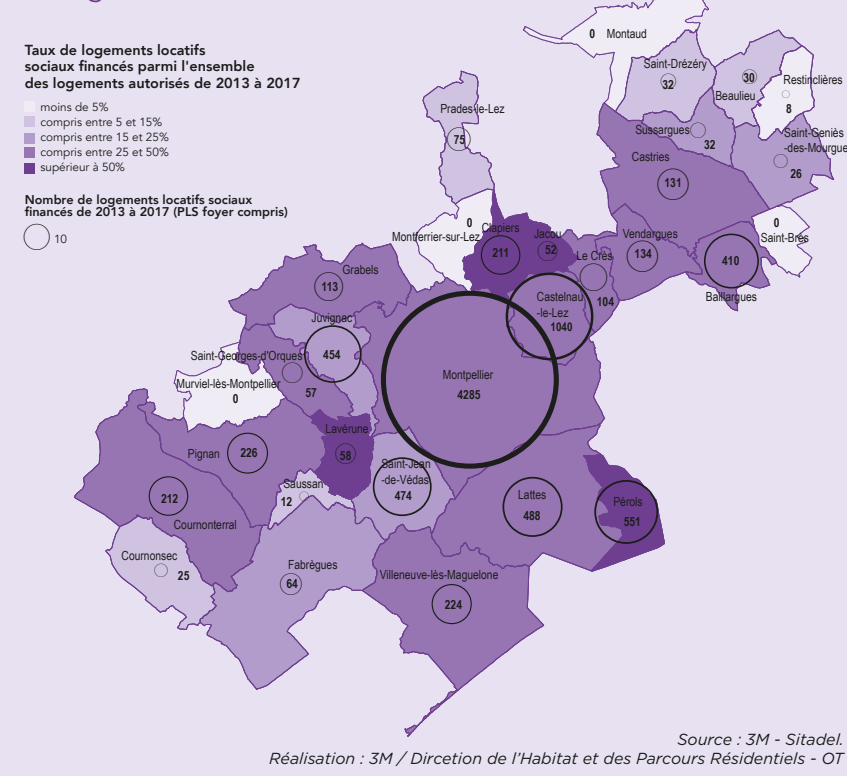 Taux de logements locatifs
sociaux financés parmi l'ensemble
des logements autorisés de 2013 à 2017
moins de 5%
compris entre 5 et 15%
compris entre 15 et 25%
compris entre 25 et 50%
supérieur à 50%
Nombre de logements locatifs sociaux
financés de 2013 à 2017 (PLS foyer compris)
10
0 Montaud
Saint-Drézéry
32
30
Beaulieu
Restinclières
8
Prades-le-Lez
75
Sussargues
32
Saint-Geniès
-des-Mourgue
26
Castries
131
0
Montferrier-sur-Lez
Clapiers
211
Jacou
52
Le Crès
104
Vendargues
134
410
Baillargues
0
Saint-Brès
Grabels
113
Castelnau
-le-Lez
1040
Juvignac
454
Saint-Georges-d'Orques
57
Murviel-lès-Montpellier
0
Montpellier
4285
Lavérune
58
Pignan
226
Saint-Jean
-de-Védas
474
Saussan
12
212
Cournonterral
Lattes
488
Pérols
551
Cournonsec
25
Fabrègues
64
Villeneuve-lès-Maguelone
224
Source : 3M - Sitadel.
Réalisation : 3M / Dircetion de l'Habitat et des Parcours Résidentiels - OT